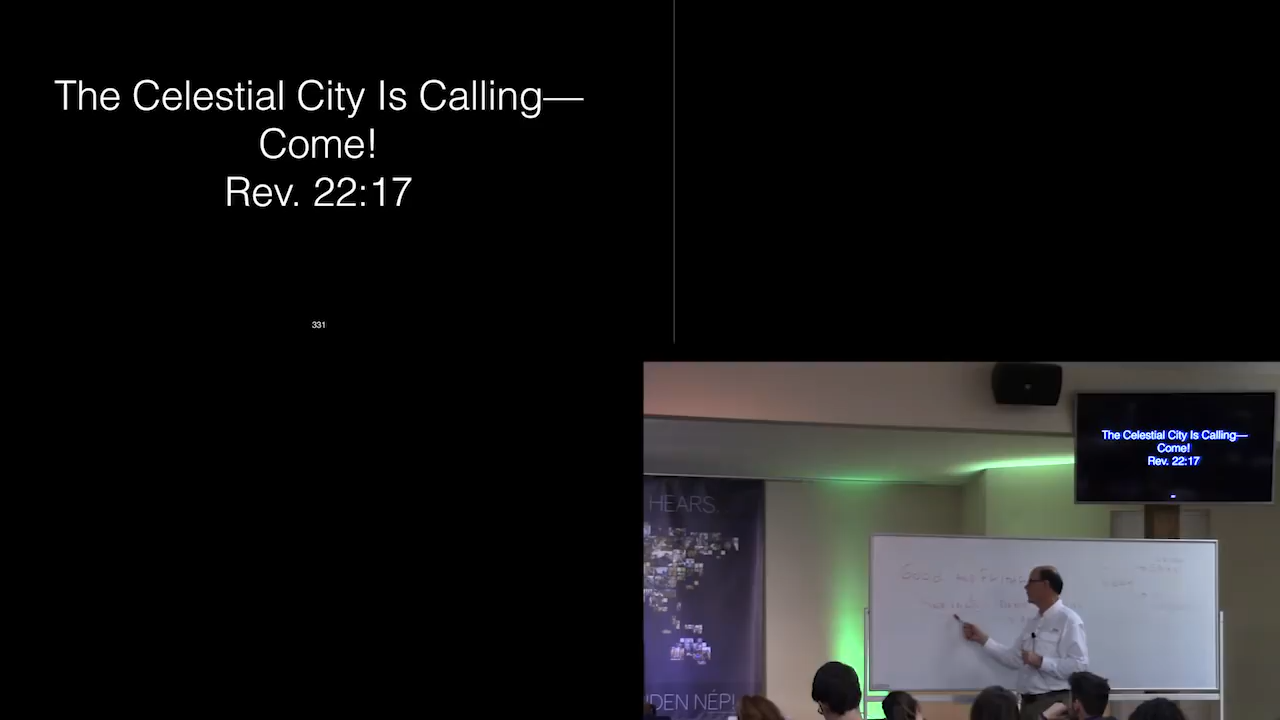 The Celestial City Is Calling—
Come!
Rev. 22:17
331
HEARS.
The Celestial City Is Calling—
Come!
Rev. 22:17
Good
NÉP!